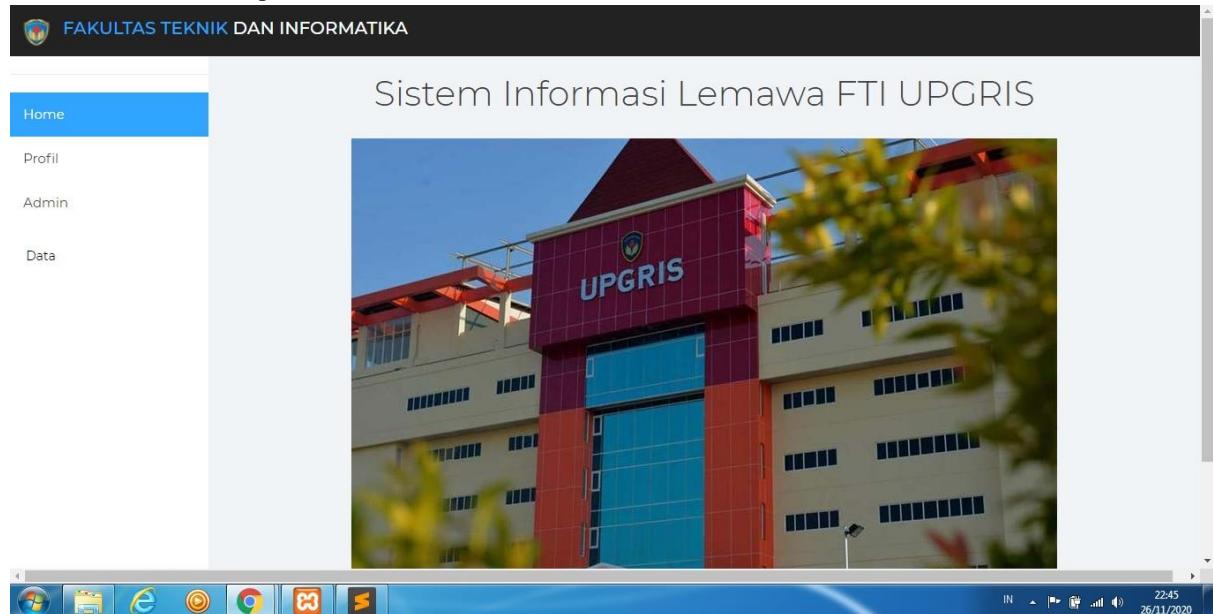 FAKULTAS TEKNIK DAN INFORMATIKA
Sistem Informasi Lemawa FTI UPGRIS
Home
Profil
Admin
Data
UPGRIS
IN
22:45
26/11/2020